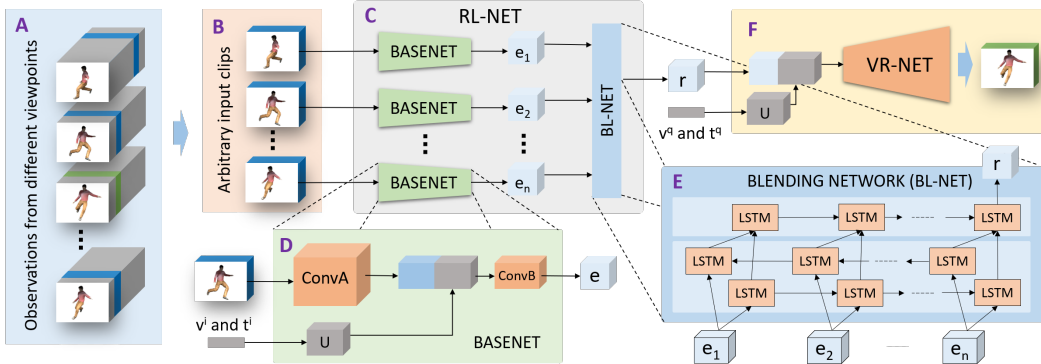 A
Observations from different viewpoints
B
Arbitrary input clips
C
RL-NET
BASENET
e1
BASENET
e2
BASENET
en
BL-NET
r
vq and tq
F
U
VR-NET
D
ConvA
ConvB
e
vi and ti
U
BASENET
E
BLENDING NETWORK (BL-NET)
r
LSTM
LSTM
LSTM
LSTM
LSTM
LSTM
LSTM
LSTM
LSTM
e1
e2
en